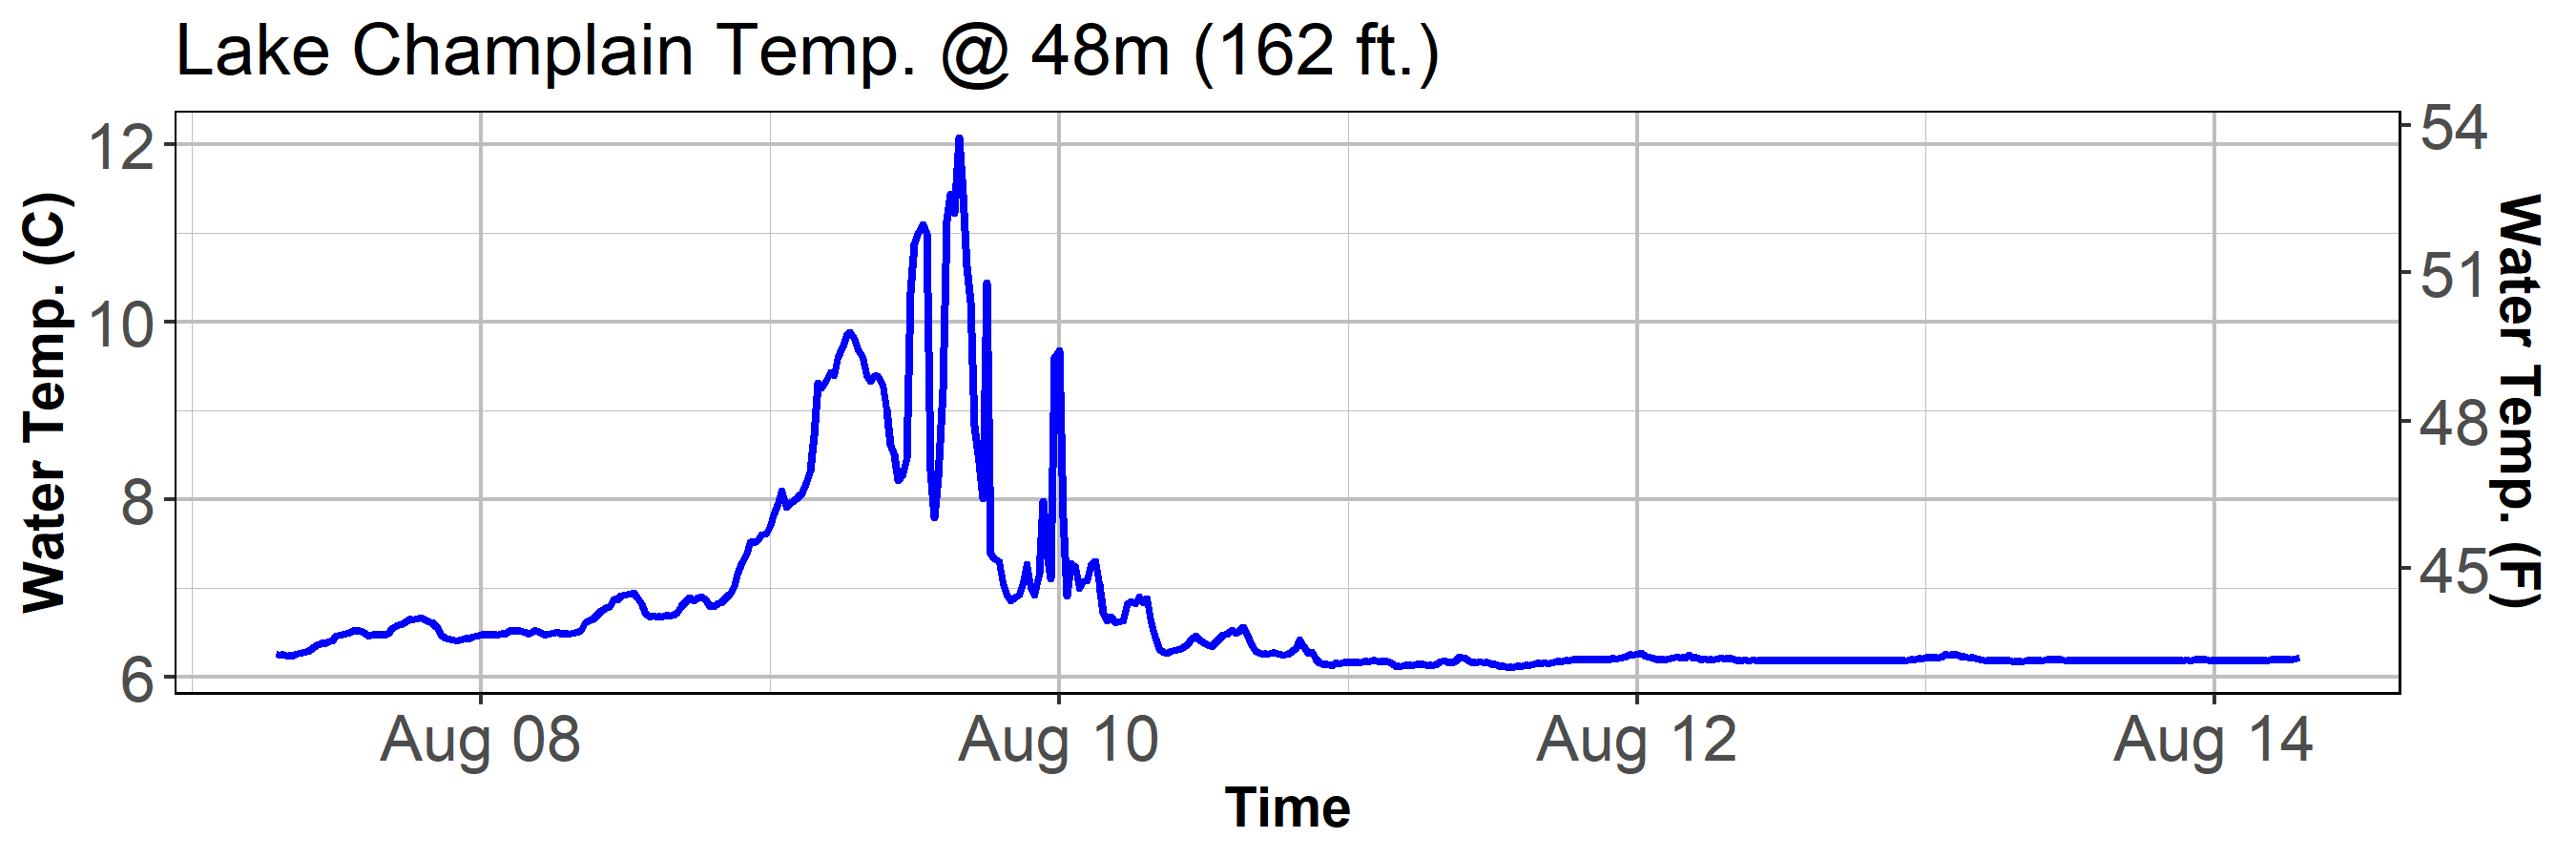 Lake Champlain Temp. @ 48m (162 ft.)
Water Temp. (C)
12
10
8
6
54
51
48
45
Water Temp. (F)
Aug 08
Aug 10
Aug 12
Aug 14
Time